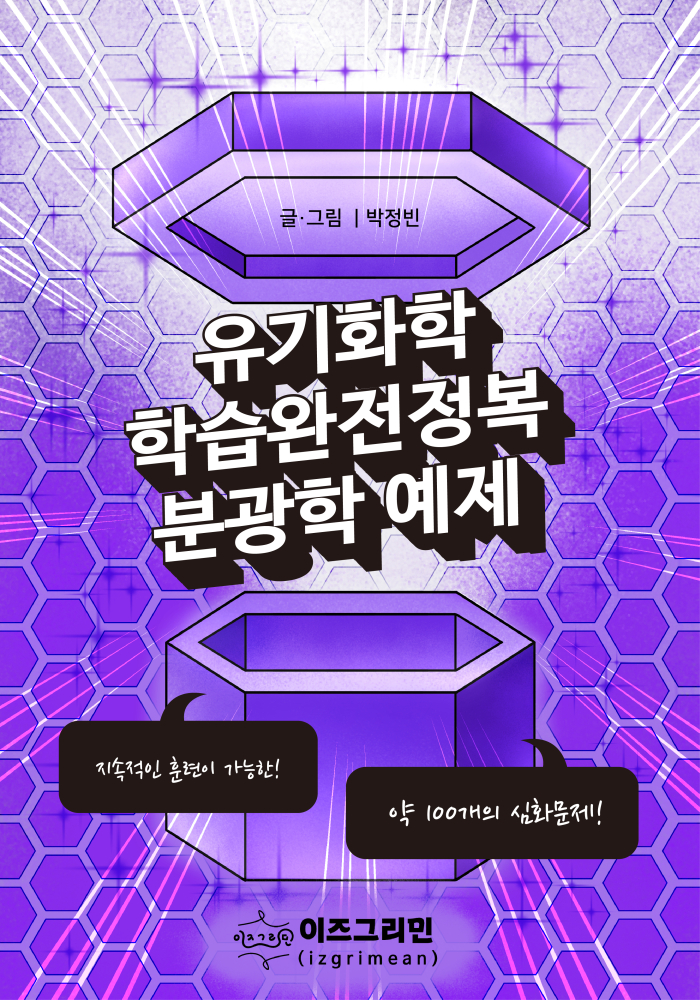 글·그림 | 박정빈
유기화학
학습완전정복
분광학 예제
지속적인 훈련이 가능한!
약 100개의 심화문제!
이즈그리민
이즈그리민
(izgrimean)